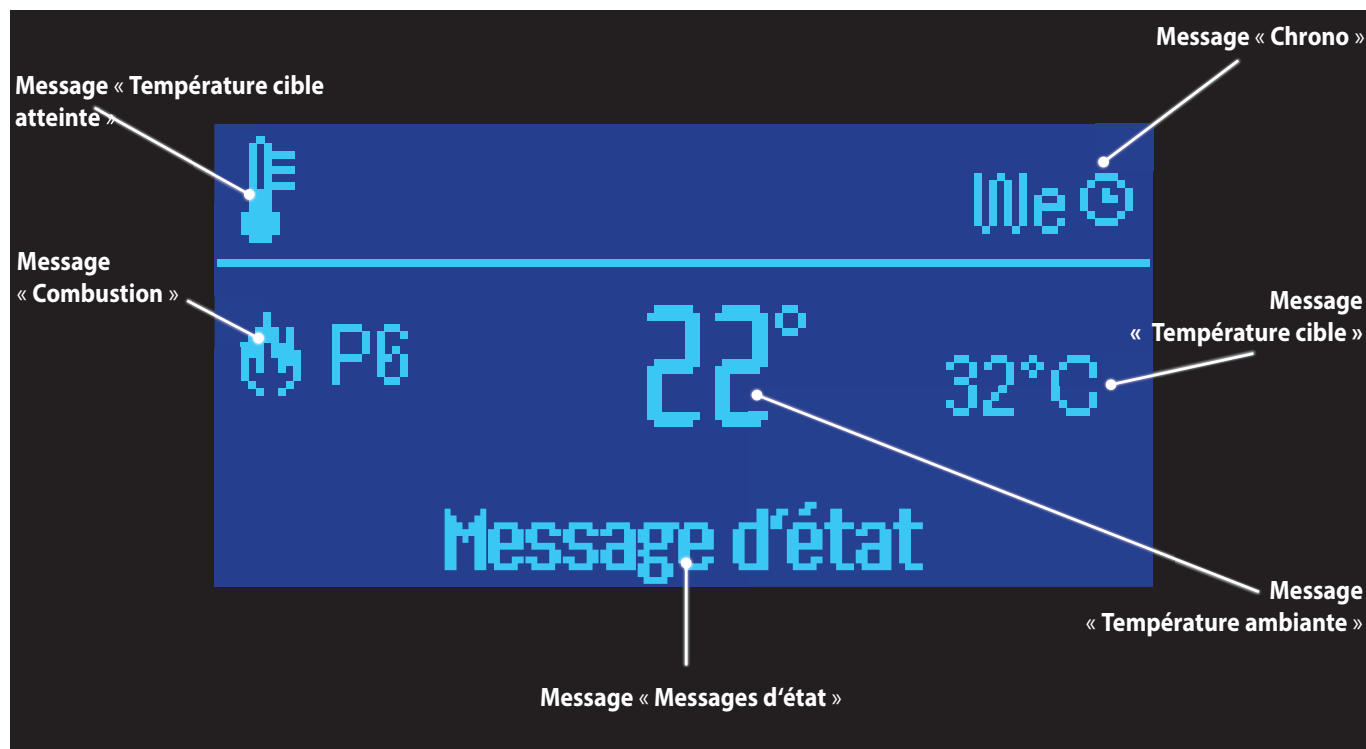 Message « Chrono »
Message « Température cible
atteinte »
We
Message
« Combustion »
P6
22°
32°C
Message
« Température cible »
Message d'état
Message
« Température ambiante »
Message « Messages d‘état »